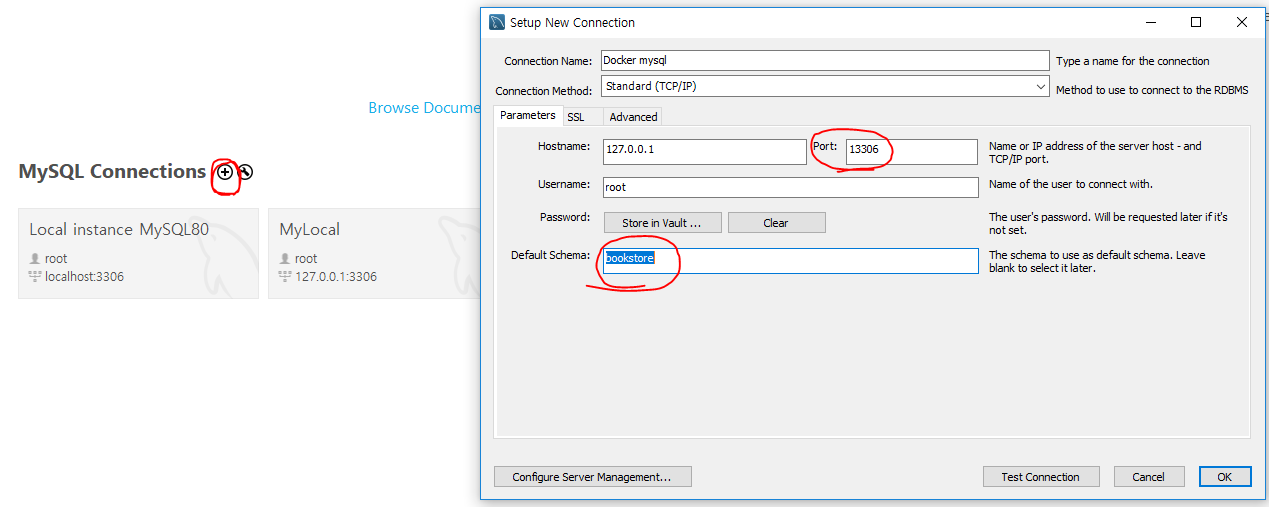 Setup New Connection
Connection Name: Docker mysql Type a name for the connection
Connection Method: Standard (TCP/IP) Method to use to connect to the RDBMS
Parameters SSL Advanced
Hostname: 127.0.0.1 Port: 13306 Name or IP address of the server host - and
TCP/IP port.
Username: root Name of the user to connect with.
Password: Store in Vault ... Clear The user's password. Will be requested later if it's
not set.
Default Schema: bookstore The schema to use as default schema. Leave
blank to select it later.
Configure Server Management... Test Connection Cancel OK
Browse Docume
MySQL Connections
Local instance MySQL80
root
localhost:3306
MyLocal
root
127.0.0.1:3306